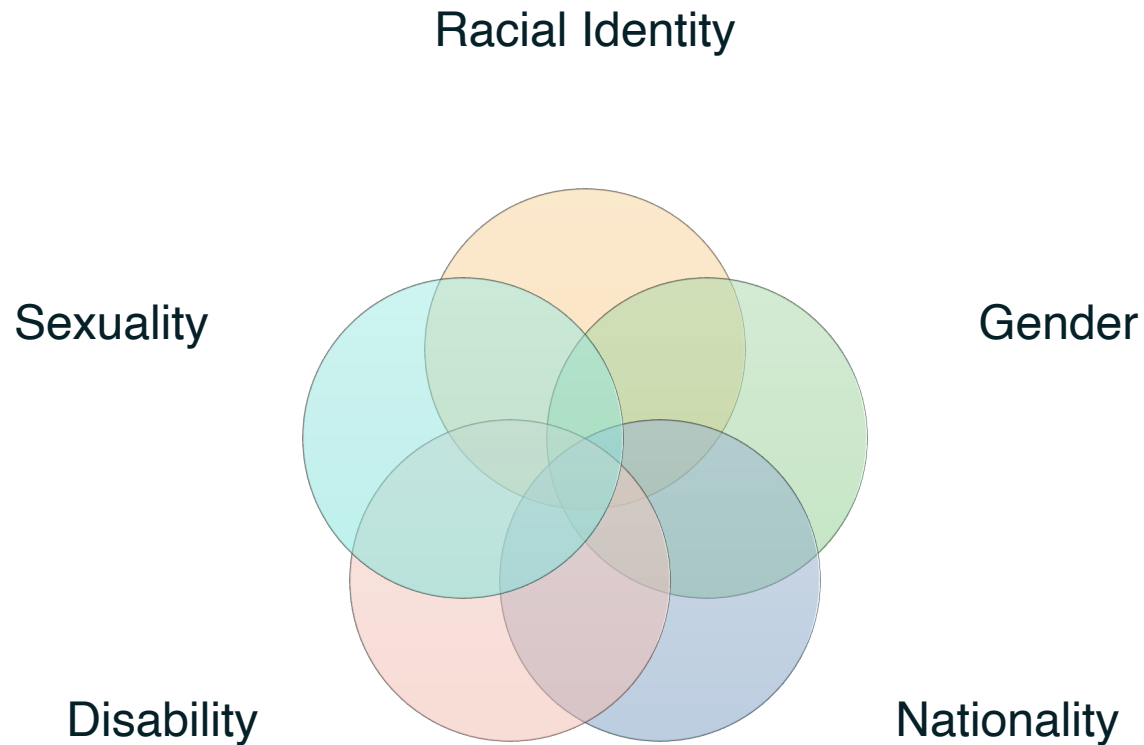 Racial Identity
Sexuality
Gender
Disability
Nationality